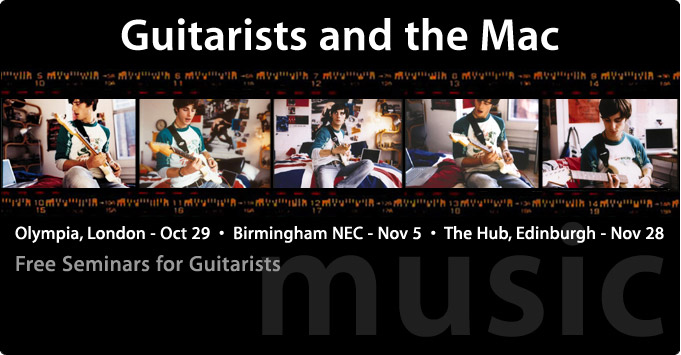 Guitarists and the Mac
Olympia, London - Oct 29 • Birmingham NEC - Nov 5 • The Hub, Edinburgh - Nov 28
Free Seminars for Guitarists
music